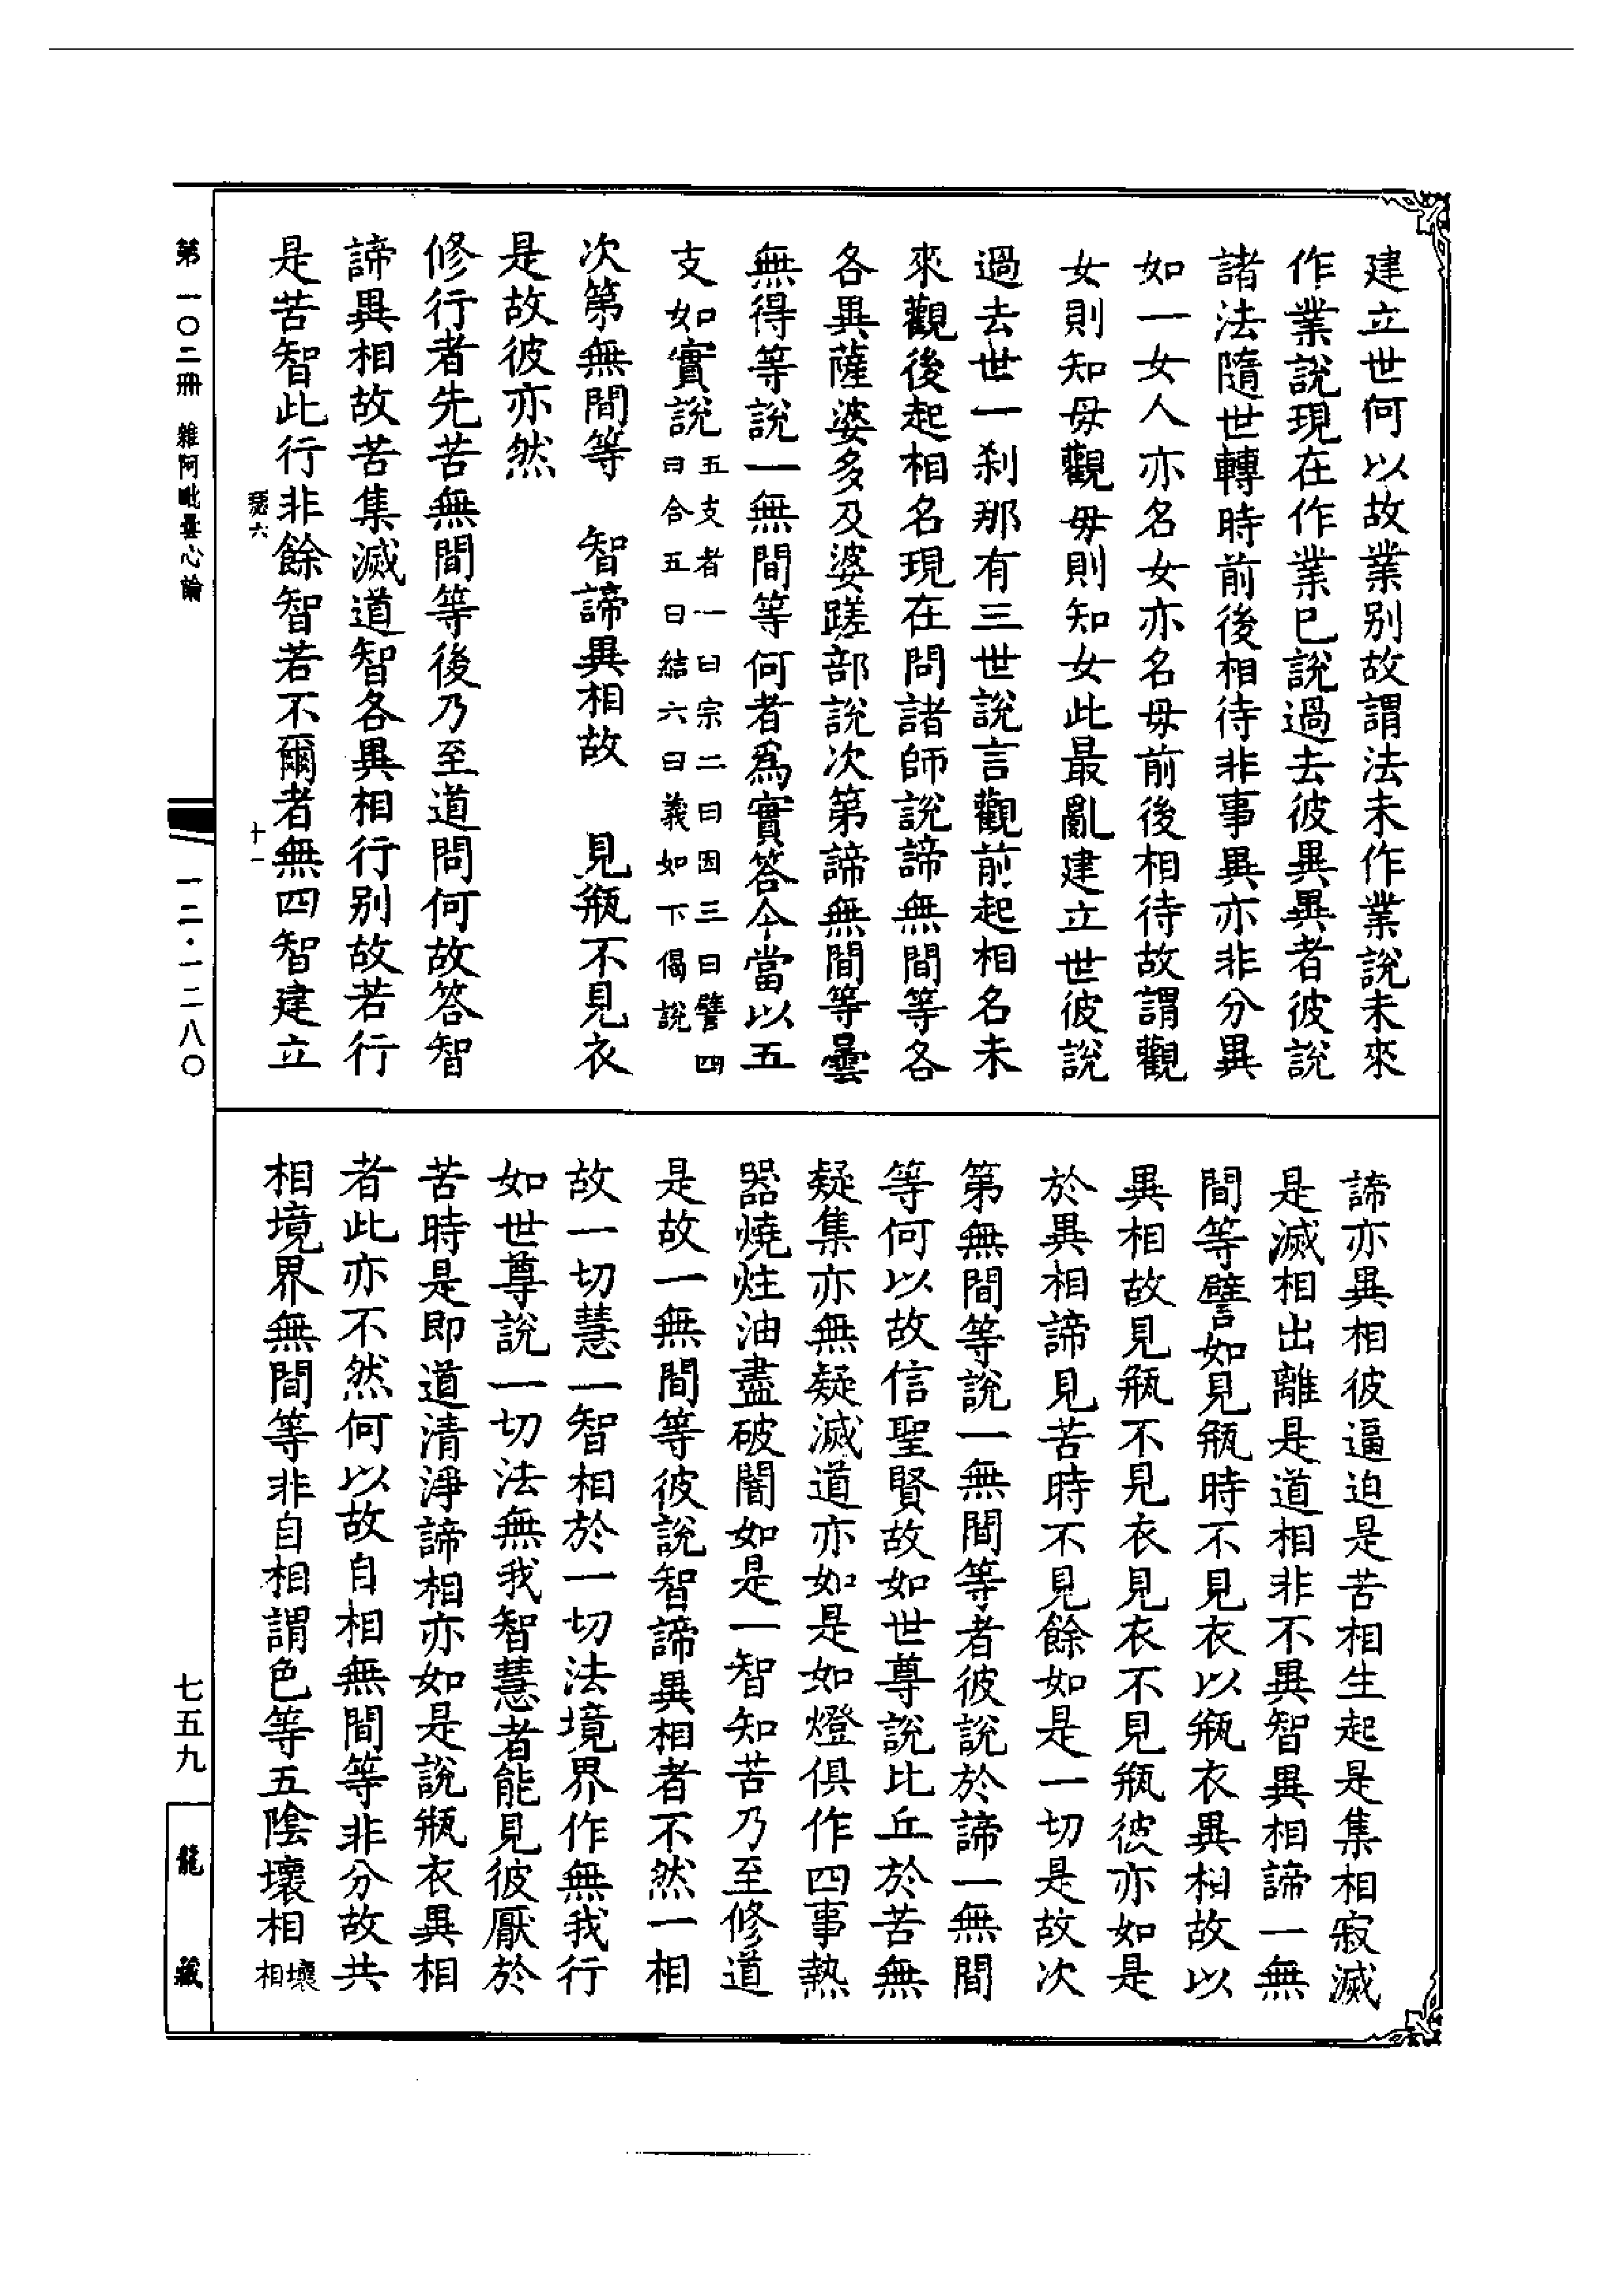 建立世何以故業別故謂法未作業說未來
作業說現在作業已說過去彼異異者彼說
諸法隨世轉時前後相待非事異亦非分異
如一女人亦名女亦名母前後相待故謂觀
女則知母觀母則知女此最亂建立世彼說
過去世一刹那有三世說言觀前起相名未
來觀後起相名現在問諸師說諦無間等各
各異薩婆多及婆蹉部說次第諦無間等曇
無得等說一無間等何者為實答今當以五
支如實說五支者一曰宗二曰因三曰譬四曰合五曰結六曰義如下偈說
次第無間等　智諦異相故　見瓶不見衣
是故彼亦然
修行者先苦無間等後乃至道問何故答智
諦異相故苦集滅道智各異相行別故若行
是苦智此行非餘智若不爾者無四智建立
諦亦異相彼逼迫是苦相生起是集相寂滅
是滅相出離是道相非不異智異相諦一無
間等譬如見瓶時不見衣以瓶衣異相故以
異相故見瓶不見衣見衣不見瓶彼亦如是
於異相諦見苦時不見餘如是一切是故次
第無間等說一無間等者彼說於諦一無間
等何以故信聖賢故如世尊說比丘於苦無
疑集亦無疑滅道亦如是如燈俱作四事熱
器燒炷油盡破闇如是一智知苦乃至修道
是故一無間等彼說智諦異相者不然一相
故一切慧一智相於一切法境界作無我行
如世尊說一切法無我智慧者能見彼厭於
苦時是即道清淨諦相亦如是說瓶衣異相
者此亦不然何以故自相無間等非分故共
相境界無間等非自相謂色等五陰壞相壞相
第一〇二冊　雜阿毗曇心論
瑟六　十一
一二·一二八〇
七五九
龍藏